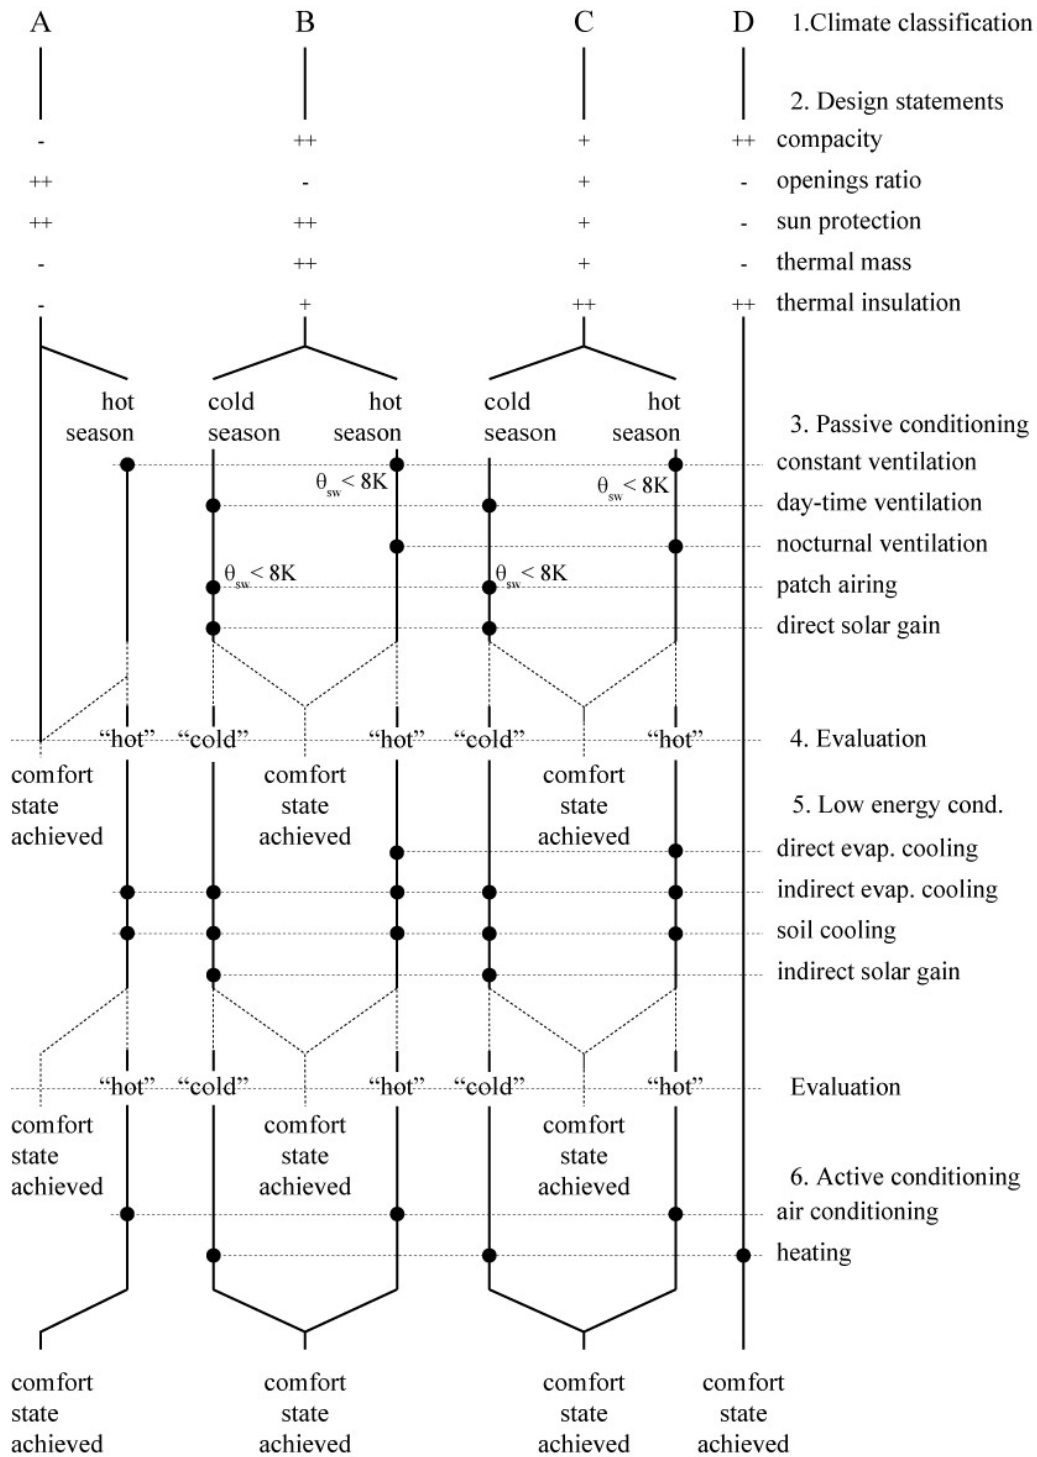 A B C D 1.Climate classification
2. Design statements
- ++ + ++ compacity
++ - + - openings ratio
++ ++ + - sun protection
- ++ + - thermal mass
- + ++ ++ thermal insulation
hot cold hot cold hot
season season season season season
3. Passive conditioning
constant ventilation
θsw< 8K θsw< 8K
day-time ventilation
nocturnal ventilation
θsw< 8K θsw< 8K
patch airing
direct solar gain
“hot” “cold” “hot” “cold” “hot” 4. Evaluation
comfort comfort comfort
state state state
achieved achieved achieved
5. Low energy cond.
direct evap. cooling
indirect evap. cooling
soil cooling
indirect solar gain
“hot” “cold” “hot” “cold” “hot” Evaluation
comfort comfort comfort
state state state
achieved achieved achieved
6. Active conditioning
air conditioning
heating
comfort comfort comfort comfort
state state state state
achieved achieved achieved achieved